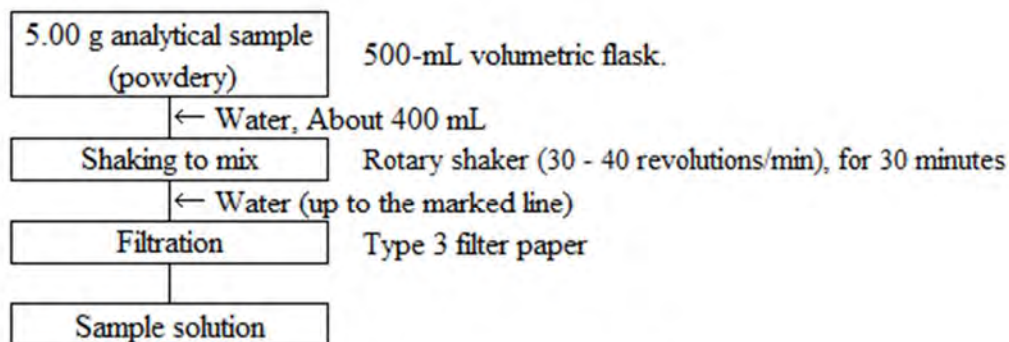 5.00 g analytical sample
(powdery)
500-mL volumetric flask.
← Water, About 400 mL
Shaking to mix
Rotary shaker (30 - 40 revolutions/min), for 30 minutes
← Water (up to the marked line)
Filtration
Type 3 filter paper
Sample solution